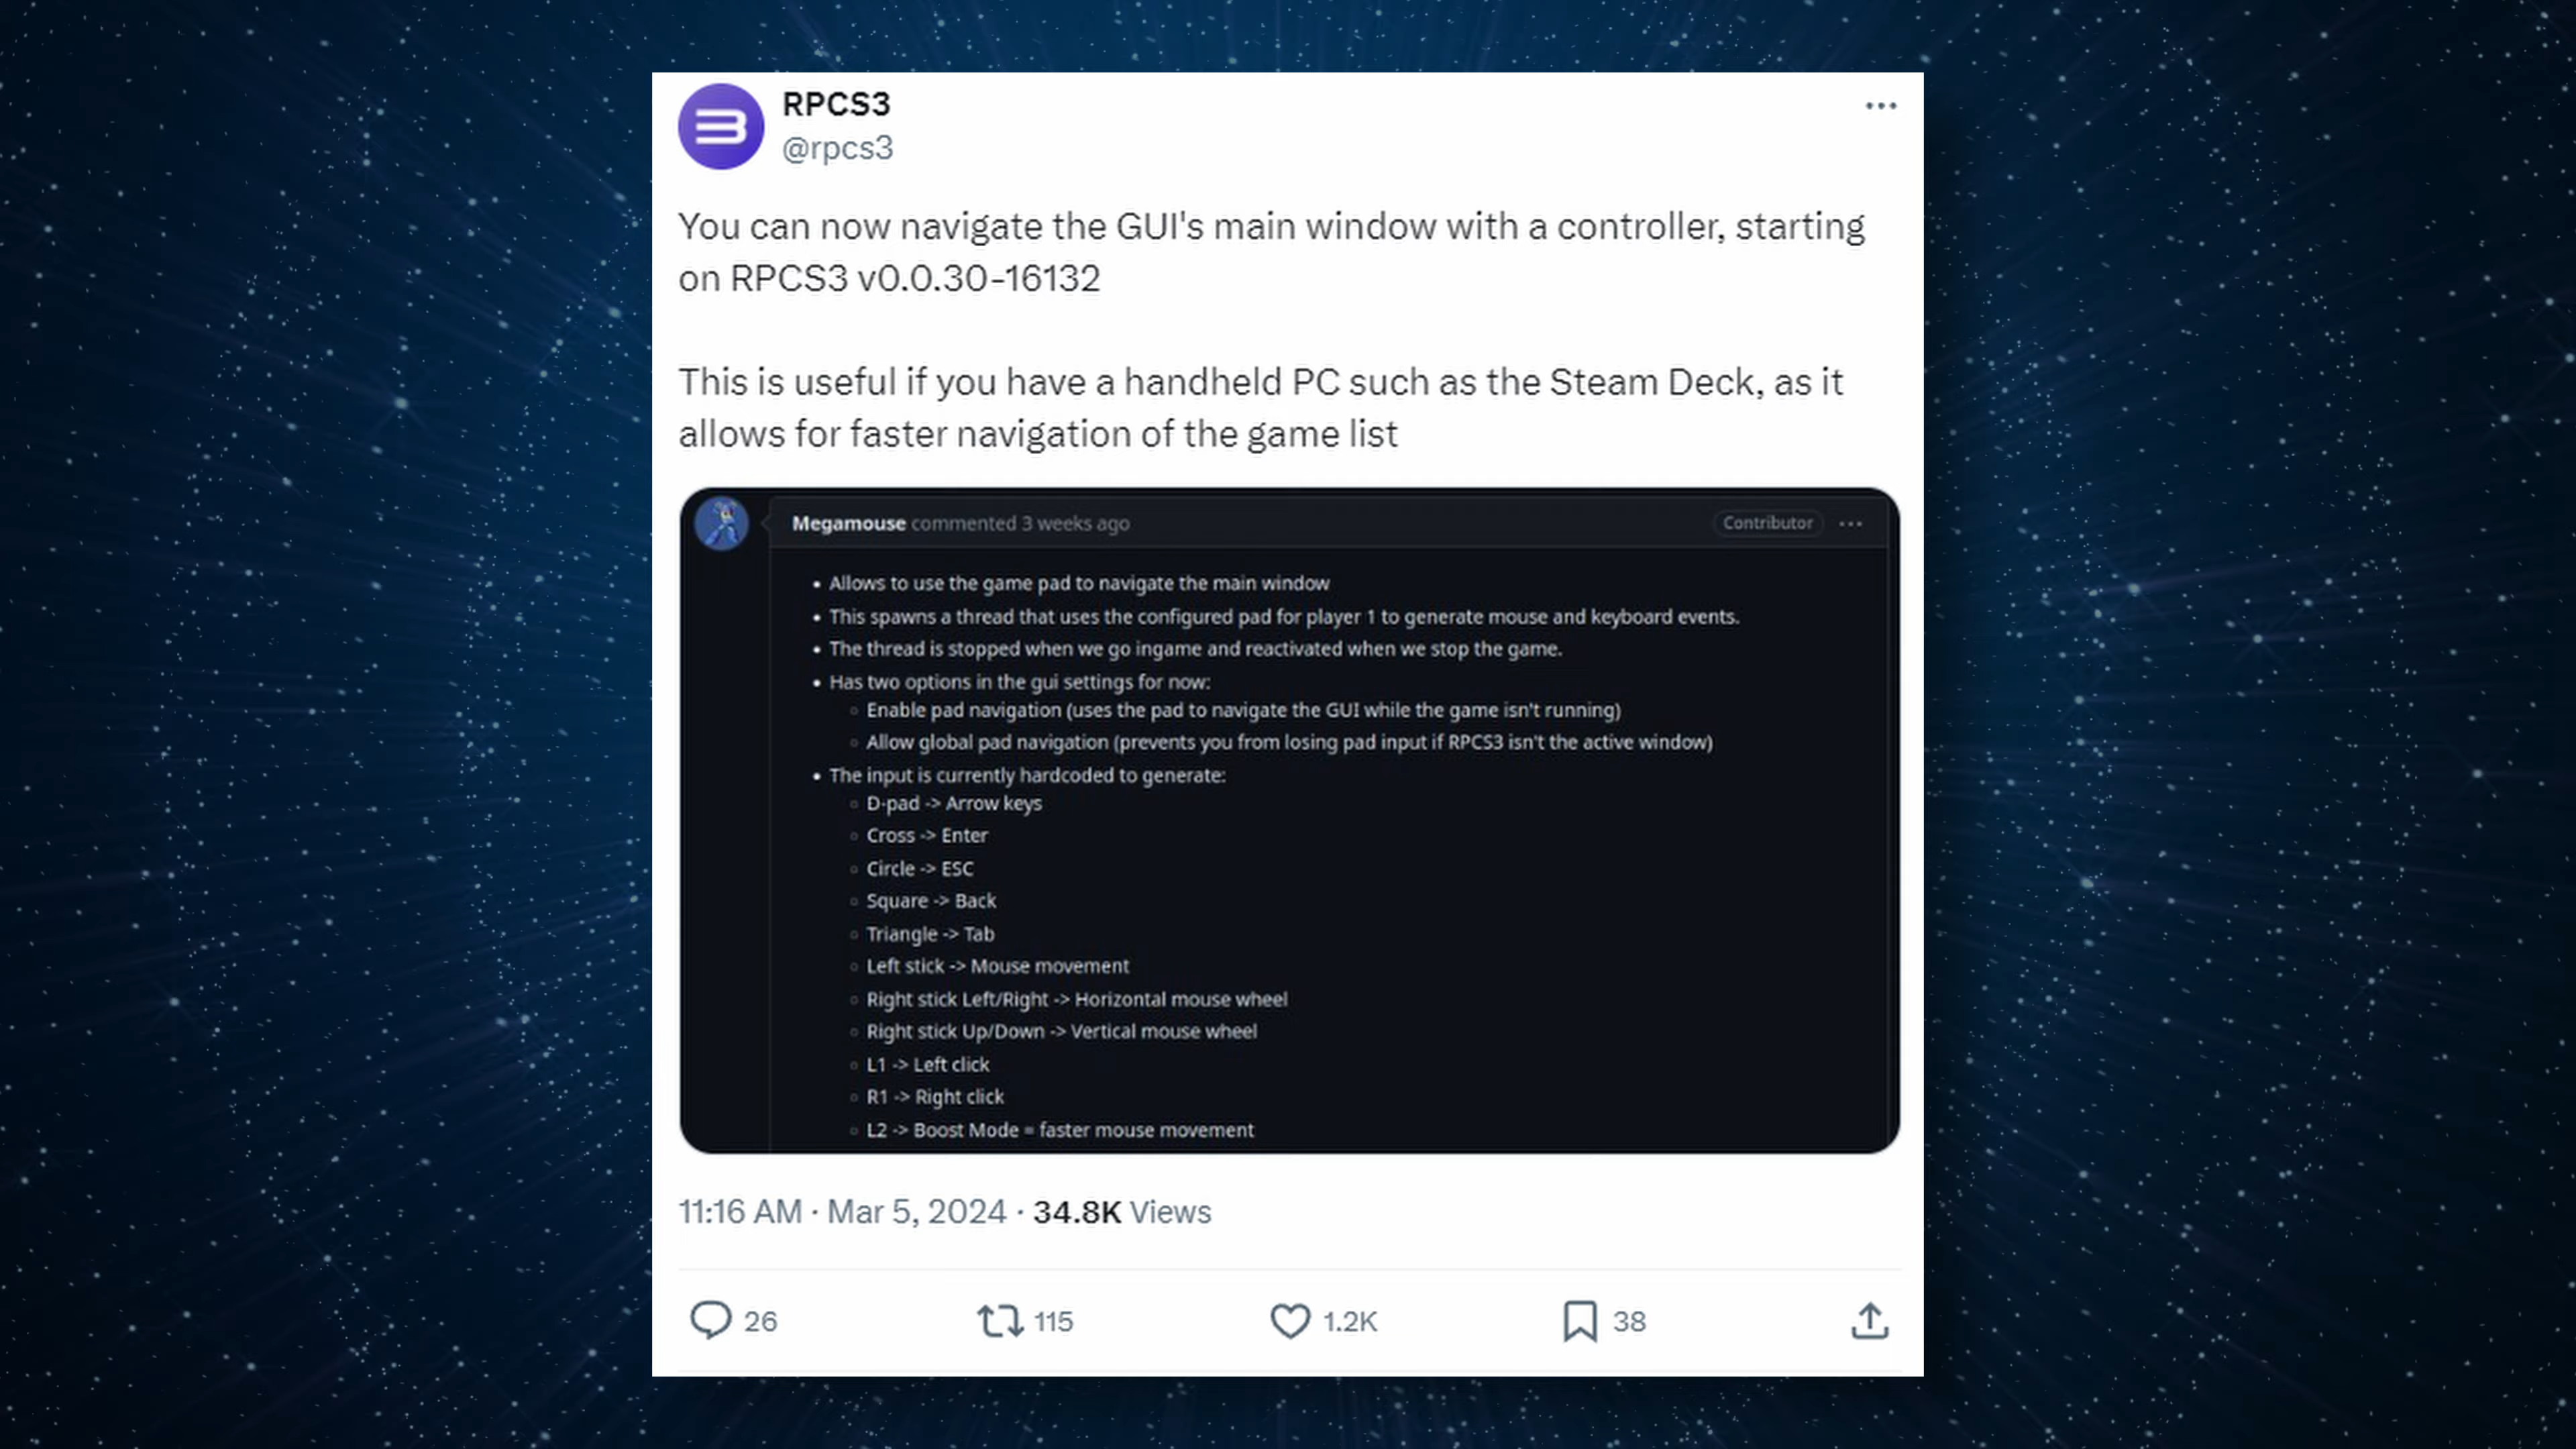 RPCS3
@rpcs3
You can now navigate the GUI's main window with a controller, starting
on RPCS3 v0.0.30-16132
This is useful if you have a handheld PC such as the Steam Deck, as it
allows for faster navigation of the game list
Megamouse commented 3 weeks ago
Contributor
• Allows to use the game pad to navigate the main window
• This spawns a thread that uses the configured pad for player 1 to generate mouse and keyboard events.
• The thread is stopped when we go ingame and reactivated when we stop the game.
• Has two options in the gui settings for now:
◦ Enable pad navigation (uses the pad to navigate the GUI while the game isn't running)
◦ Allow global pad navigation (prevents you from losing pad input if RPCS3 isn't the active window)
• The input is currently hardcoded to generate:
◦ D-pad -> Arrow keys
◦ Cross -> Enter
◦ Circle -> ESC
◦ Square -> Back
◦ Triangle -> Tab
◦ Left stick -> Mouse movement
◦ Right stick Left/Right -> Horizontal mouse wheel
◦ Right stick Up/Down -> Vertical mouse wheel
◦ L1 -> Left click
◦ R1 -> Right click
◦ L2 -> Boost Mode = faster mouse movement
11:16 AM · Mar 5, 2024 · 34.8K Views
26
115
1.2K
38